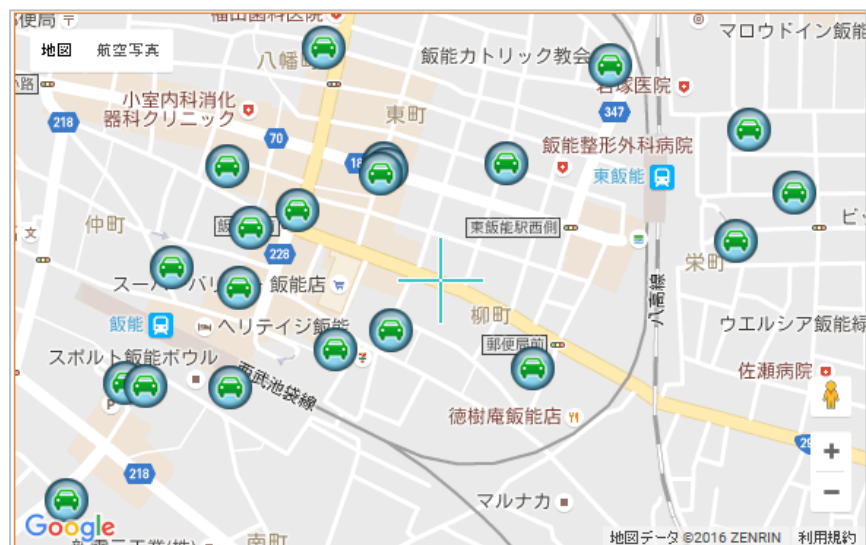 便局
福田歯科医院
マロウドイン飯能
地図
航空写真
八幡町
飯能カトリック教会
小路
岩塚医院
小室内科消化
器科クリニック
218
東町
347
70
飯能整形外科病院
東飯能
仲町
東飯能駅西側
228
栄町
飯能店
八高線
柳町
飯能
ヘリテイジ飯能
ウエルシア飯能緑
郵便局前
スポルト飯能ボウル
佐瀬病院
P
西武池袋線
徳樹庵飯能店
218
マルナカ
Google
南町
地図データ ©2016 ZENRIN
利用規約